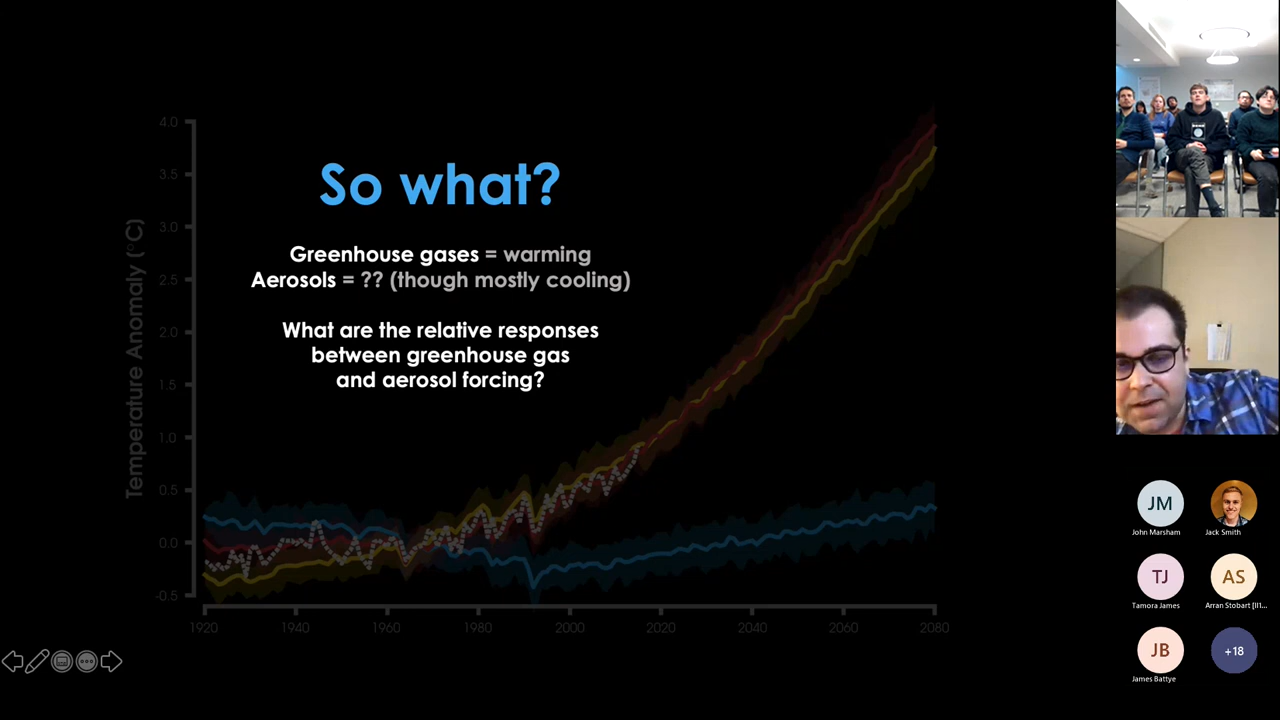 So what?
Greenhouse gases = warming
Aerosols = ?? (though mostly cooling)
What are the relative responses
between greenhouse gas
and aerosol forcing?
Temperature Anomaly (°C)
4.0
3.5
3.0
2.5
2.0
1.5
1.0
0.5
0.0
-0.5
1920 1940 1960 1980 2000 2020 2040 2060 2080
JM
John Marsham
Jack Smith
TJ
Tamora James
AS
Arran Stobart [ll1...
JB
James Battye
+18